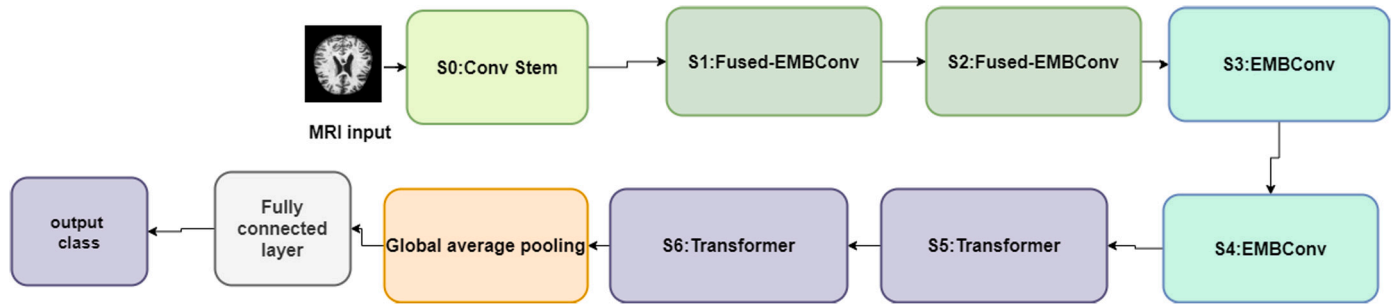 MRI input
S0:Conv Stem
S1:Fused-EMBConv
S2:Fused-EMBConv
S3:EMBConv
S4:EMBConv
S5:Transformer
S6:Transformer
Global average pooling
Fully
connected
layer
output
class